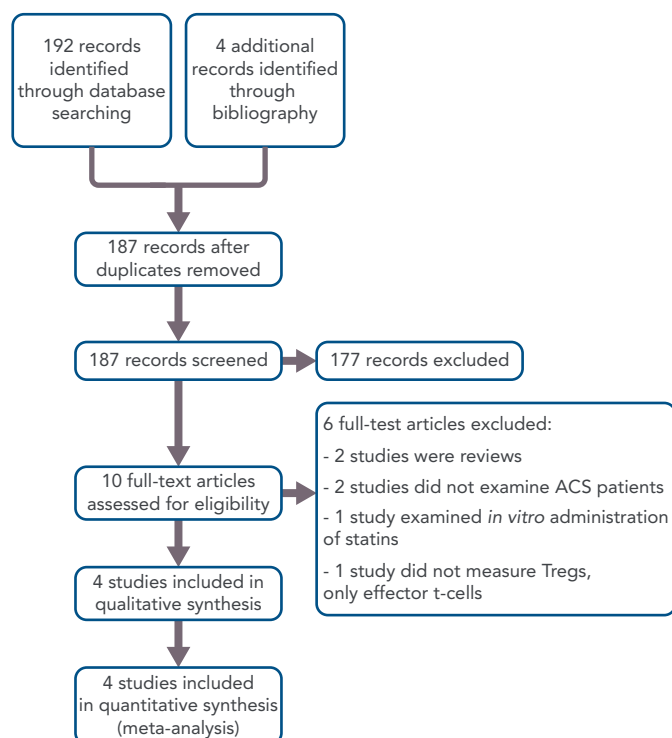 192 records
identified
through database
searching
4 additional
records identified
through
bibliography
187 records after
duplicates removed
187 records screened
177 records excluded
10 full-text articles
assessed for eligibility
6 full-test articles excluded:
- 2 studies were reviews
- 2 studies did not examine ACS patients
- 1 study examined in vitro administration
of statins
- 1 study did not measure Tregs,
only effector t-cells
4 studies included in
qualitative synthesis
4 studies included
in quantitative synthesis
(meta-analysis)